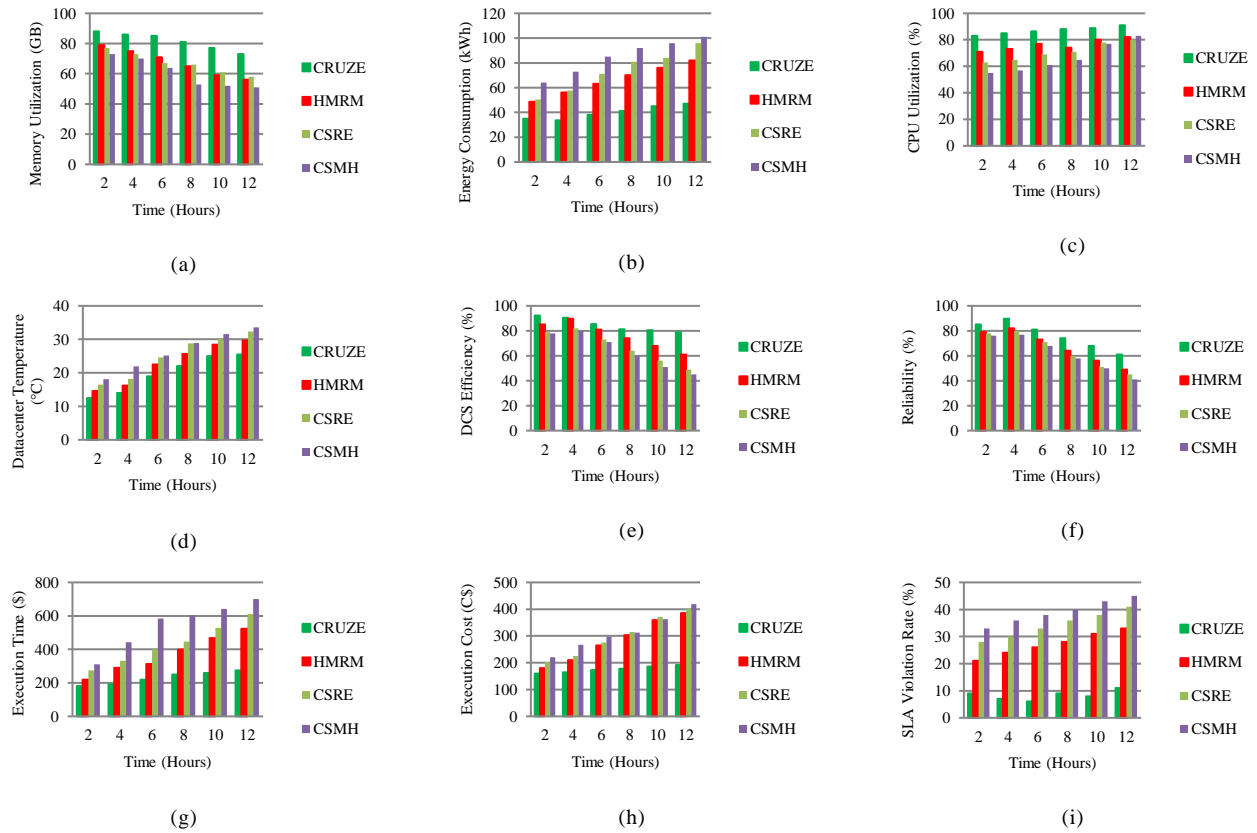 Memory Utilization (GB)
100
80
60
40
20
0
2 4 6 8 10 12
Time (Hours)
CRUZE
HMRM
CSRE
CSMH
(a)
Energy Consumption (kWh)
120
100
80
60
40
20
0
2 4 6 8 10 12
Time (Hours)
CRUZE
HMRM
CSRE
CSMH
(b)
CPU Utilization (%)
100
80
60
40
20
0
2 4 6 8 10 12
Time (Hours)
CRUZE
HMRM
CSRE
CSMH
(c)
Datacenter Temperature
(°C)
40
30
20
10
0
2 4 6 8 10 12
Time (Hours)
CRUZE
HMRM
CSRE
CSMH
(d)
DCS Efficiency (%)
100
80
60
40
20
0
2 4 6 8 10 12
Time (Hours)
CRUZE
HMRM
CSRE
CSMH
(e)
Reliability (%)
100
80
60
40
20
0
2 4 6 8 10 12
Time (Hours)
CRUZE
HMRM
CSRE
CSMH
(f)
Execution Time ($)
800
600
400
200
0
2 4 6 8 10 12
Time (Hours)
CRUZE
HMRM
CSRE
CSMH
(g)
Execution Cost (C$)
500
400
300
200
100
0
2 4 6 8 10 12
Time (Hours)
CRUZE
HMRM
CSRE
CSMH
(h)
SLA Violation Rate (%)
50
40
30
20
10
0
2 4 6 8 10 12
Time (Hours)
CRUZE
HMRM
CSRE
CSMH
(i)